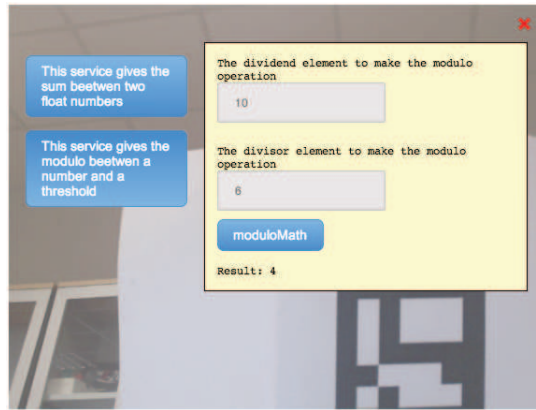 This service gives the
sum beetwen two
float numbers
This service gives the
modulo beetwen a
number and a
threshold
The dividend element to make the modulo
operation
10
The divisor element to make the modulo
operation
6
moduloMath
Result: 4